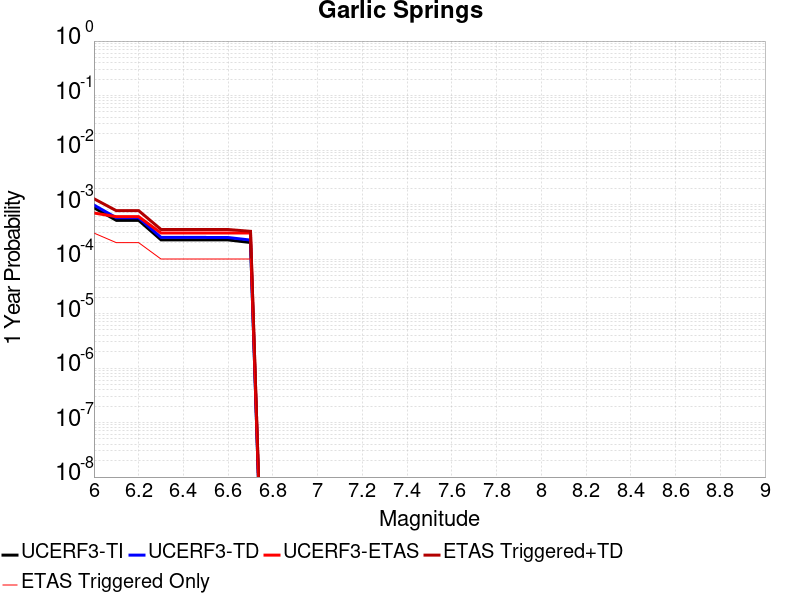 Garlic Springs
10^0
10^-1
10^-2
10^-3
10^-4
10^-5
10^-6
10^-7
10^-8
1 Year Probability
6 6.2 6.4 6.6 6.8 7 7.2 7.4 7.6 7.8 8 8.2 8.4 8.6 8.8 9
Magnitude
UCERF3-TI UCERF3-TD UCERF3-ETAS ETAS Triggered+TD
ETAS Triggered Only